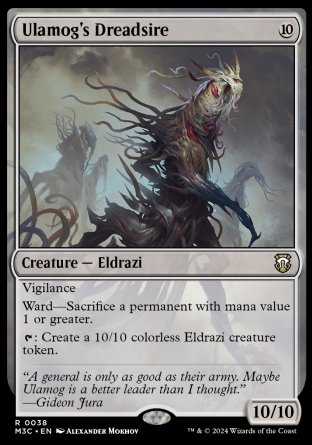 Ulamog's Dreadsire 10
Creature — Eldrazi
Vigilance
Ward—Sacrifice a permanent with mana value
1 or greater.
: Create a 10/10 colorless Eldrazi creature
token.
“A general is only as good as their army. Maybe
Ulamog is a better leader than I thought.”
—Gideon Jura
10/10
R 0038
M3C • EN Alexander Mokhov ™ & © 2024 Wizards of the Coast